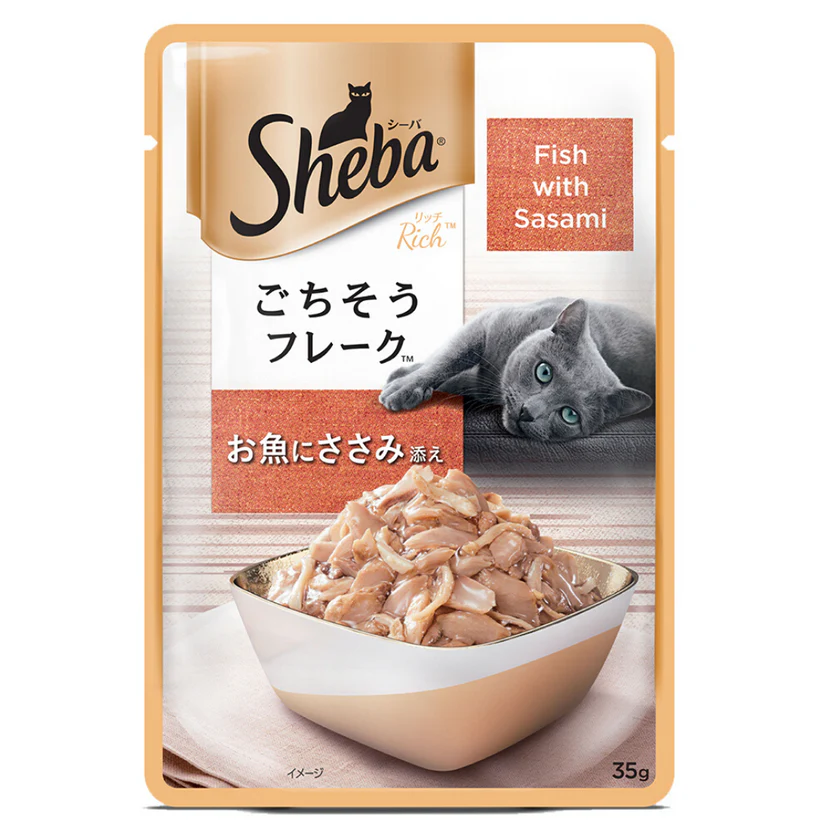 シーバ
Sheba®
リッチ
Rich™
Fish
with
Sasami
ごちそう
フレーク™
お魚にささみ添え
イメージ
35g